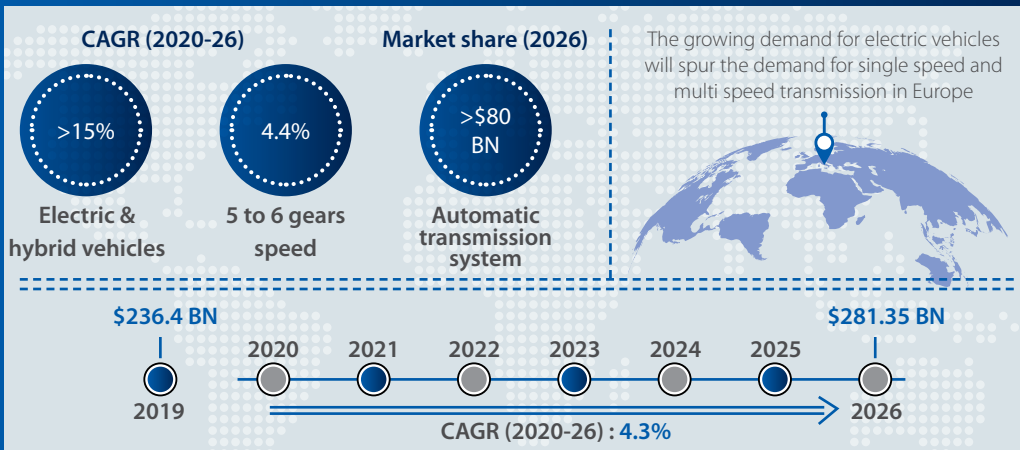 CAGR (2020-26)
Market share (2026)
>15%
4.4%
>$80
BN
Electric &
hybrid vehicles
5 to 6 gears
speed
Automatic
transmission
system
The growing demand for electric vehicles
will spur the demand for single speed and
multi speed transmission in Europe
$236.4 BN
$281.35 BN
2020
2021
2022
2023
2024
2025
2019
2026
CAGR (2020-26) : 4.3%